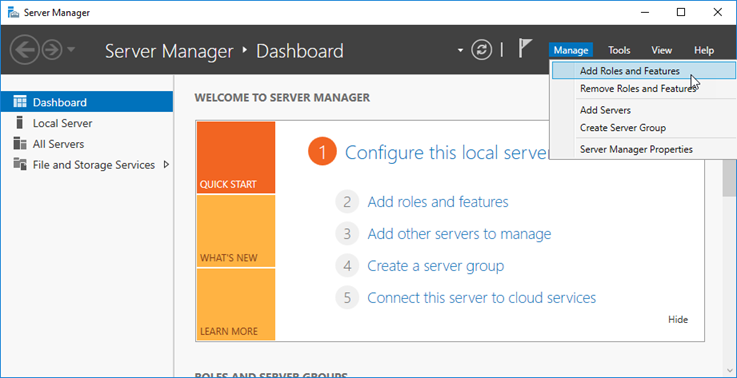 Server Manager
Server Manager ‣ Dashboard
Manage Tools View Help
Add Roles and Features
Remove Roles and Features
Add Servers
Create Server Group
Server Manager Properties
Dashboard
Local Server
All Servers
File and Storage Services
WELCOME TO SERVER MANAGER
QUICK START
WHAT'S NEW
LEARN MORE
1 Configure this local server
2 Add roles and features
3 Add other servers to manage
4 Create a server group
5 Connect this server to cloud services
Hide
ROLES AND SERVER GROUPS